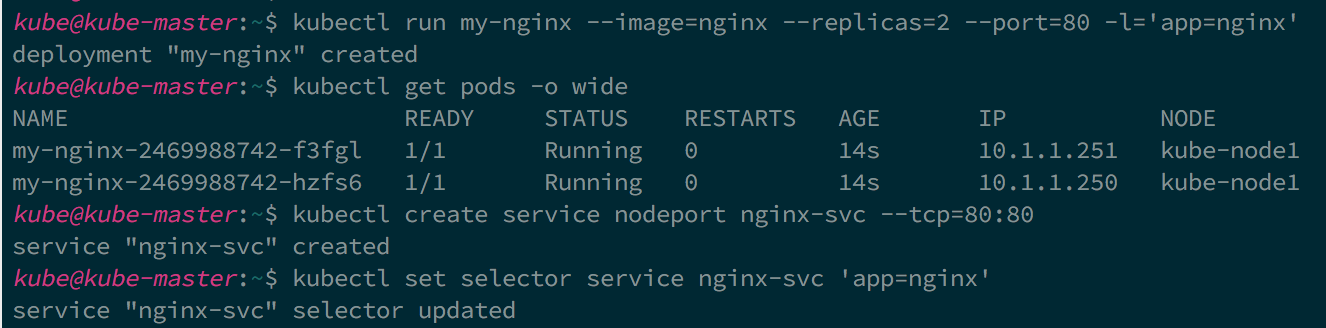 kube@kube-master:~$ kubectl run my-nginx --image=nginx --replicas=2 --port=80 -l='app=nginx'
deployment "my-nginx" created
kube@kube-master:~$ kubectl get pods -o wide
NAME                        READY     STATUS    RESTARTS   AGE       IP           NODE
my-nginx-2469988742-f3fgl   1/1       Running   0          14s       10.1.1.251   kube-node1
my-nginx-2469988742-hzfs6   1/1       Running   0          14s       10.1.1.250   kube-node1
kube@kube-master:~$ kubectl create service nodeport nginx-svc --tcp=80:80
service "nginx-svc" created
kube@kube-master:~$ kubectl set selector service nginx-svc 'app=nginx'
service "nginx-svc" selector updated